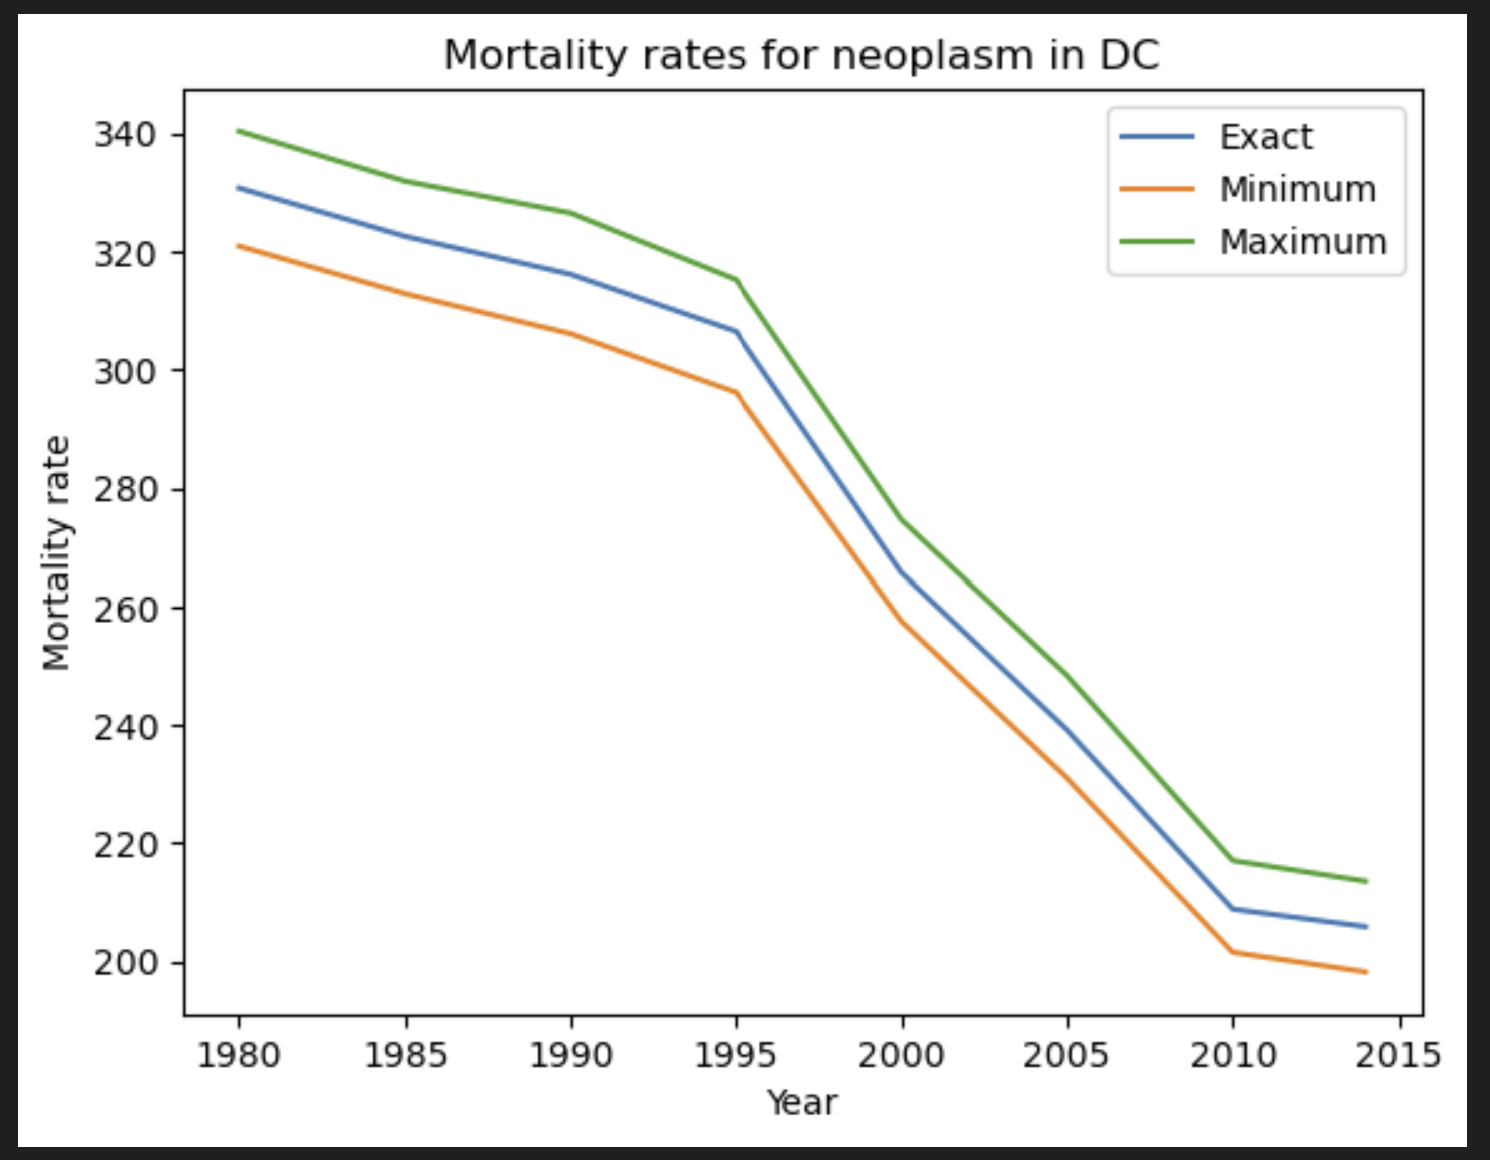 Mortality rates for neoplasm in DC
Exact
Minimum
Maximum
340
320
300
280
260
240
220
200
Mortality rate
1980 1985 1990 1995 2000 2005 2010 2015
Year